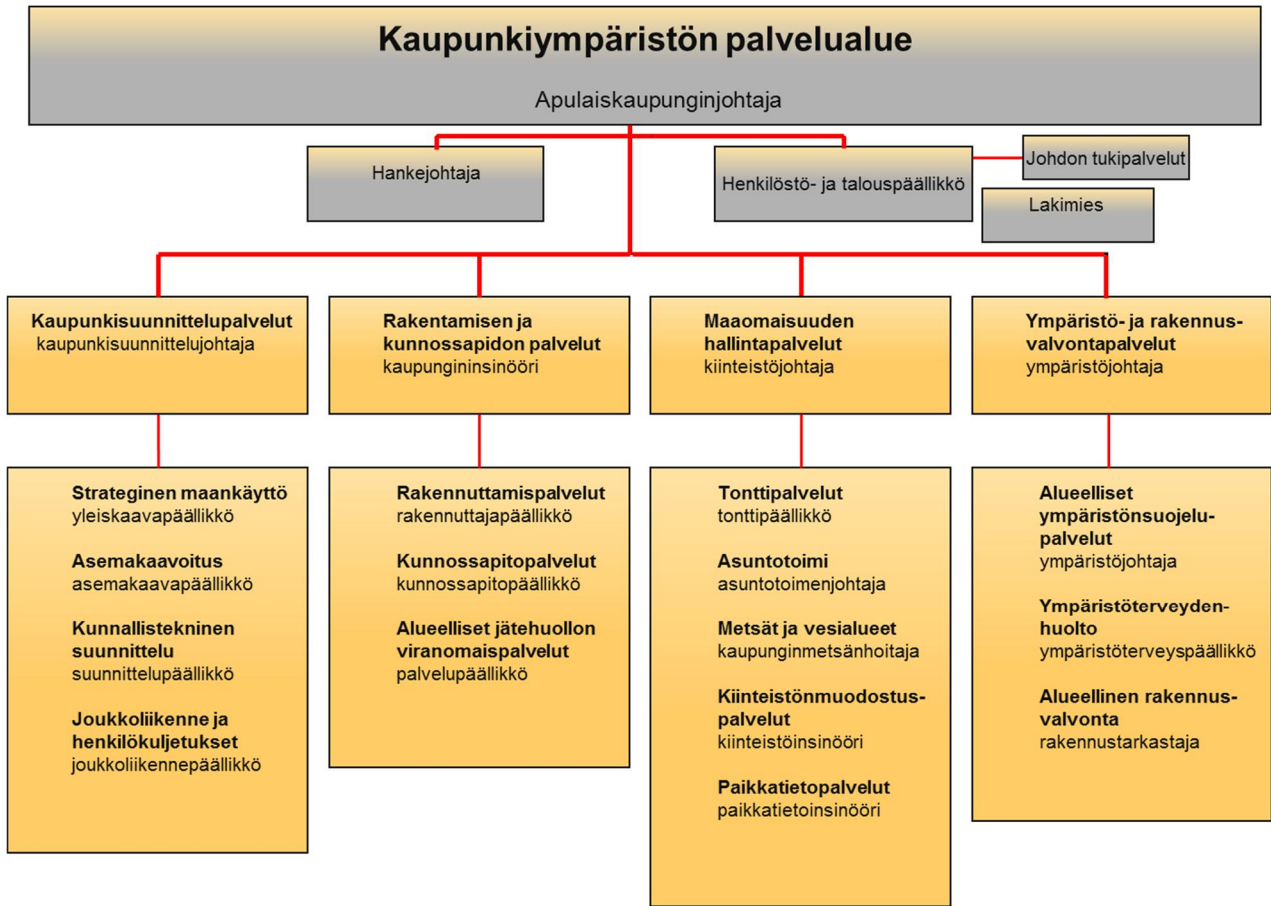 Kaupunkiympäristön palvelualue
Apulaiskaupunginjohtaja
Hankejohtaja
Henkilöstö- ja talouspäällikkö
Johdon tukipalvelut
Lakimies
Kaupunkisuunnittelupalvelut
kaupunkisuunnittelujohtaja
Rakentamisen ja
kunnossapidon palvelut
kaupungininsinööri
Maaomaisuuden
hallintapalvelut
kiinteistöjohtaja
Ympäristö- ja rakennus-
valvontapalvelut
ympäristöjohtaja
Strateginen maankäyttö
yleiskaavapäällikkö
Asemakaavoitus
asemakaavapäällikkö
Kunnallistekninen
suunnittelu
suunnittelupäällikkö
Joukkoliikenne ja
henkilökuljetukset
joukkoliikennepäällikkö
Rakennuttamispalvelut
rakennuttajapäällikkö
Kunnossapitopalvelut
kunnossapitopäällikkö
Alueelliset jätehuollon
viranomaispalvelut
palvelupäällikkö
Tonttipalvelut
tonttipäällikkö
Asuntotoimi
asuntotoimenjohtaja
Metsät ja vesialueet
kaupunginmetsänhoitaja
Kiinteistönmuodostus-
palvelut
kiinteistöinsinööri
Paikkatietopalvelut
paikkatietoinsinööri
Alueelliset
ympäristönsuojelu-
palvelut
ympäristöjohtaja
Ympäristöterveyden-
huolto
ympäristöterveyspäällikkö
Alueellinen rakennus-
valvonta
rakennustarkastaja